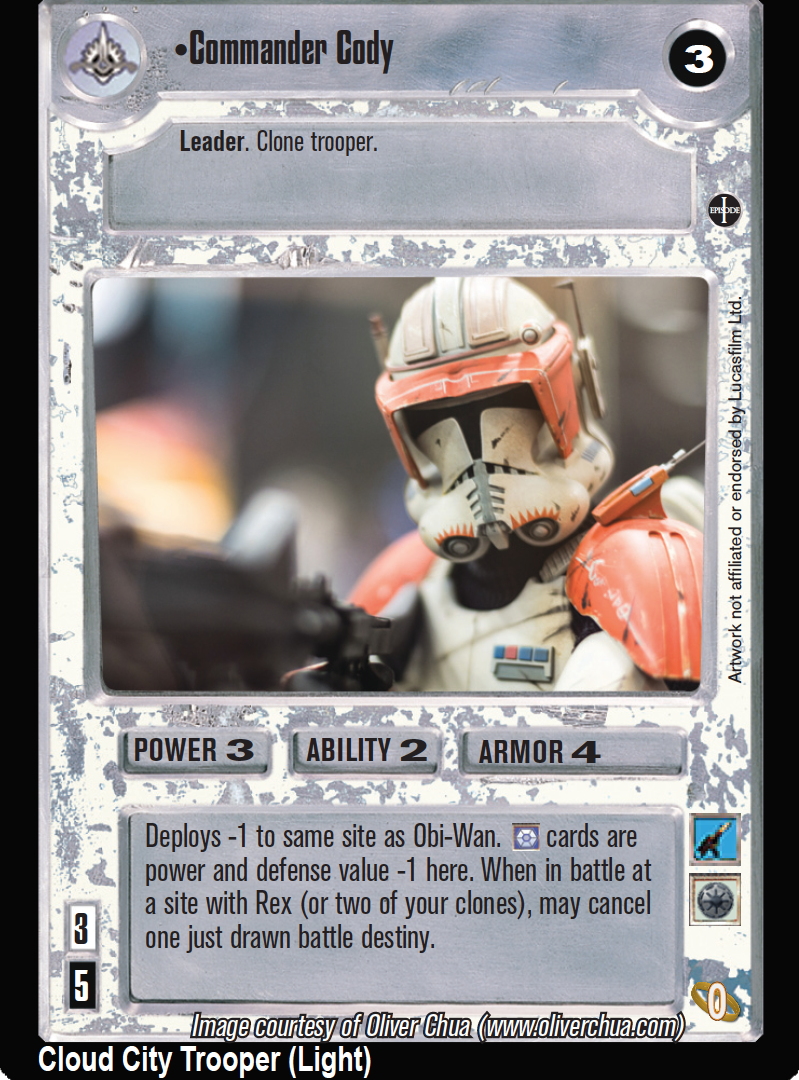 •Commander Cody
3
Leader. Clone trooper.
EPISODE
I
Artwork not affiliated or endorsed by Lucasfilm Ltd.
POWER 3
ABILITY 2
ARMOR 4
Deploys -1 to same site as Obi-Wan. cards are
power and defense value -1 here. When in battle at
a site with Rex (or two of your clones), may cancel
one just drawn battle destiny.
3
5
0
Image courtesy of Oliver Chua (www.oliverchua.com)
Cloud City Trooper (Light)